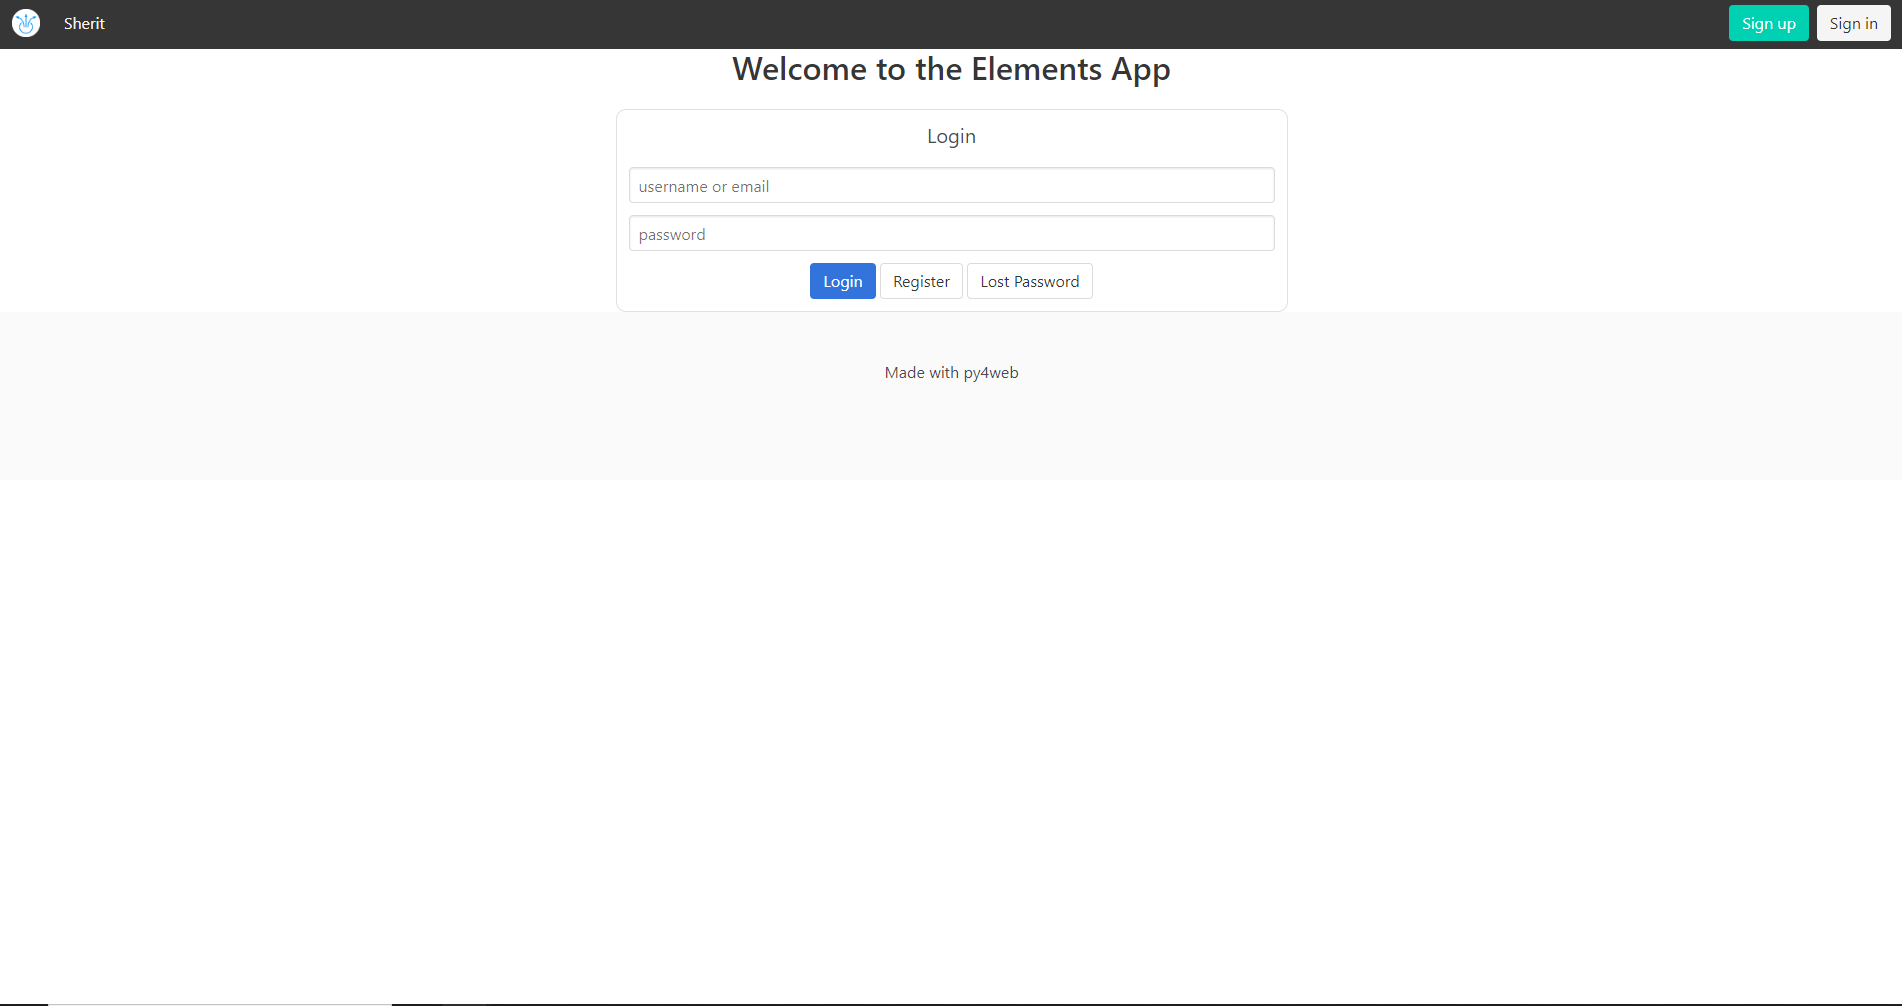 Sherit
Sign up
Sign in
Welcome to the Elements App
Login
username or email
password
Login
Register
Lost Password
Made with py4web